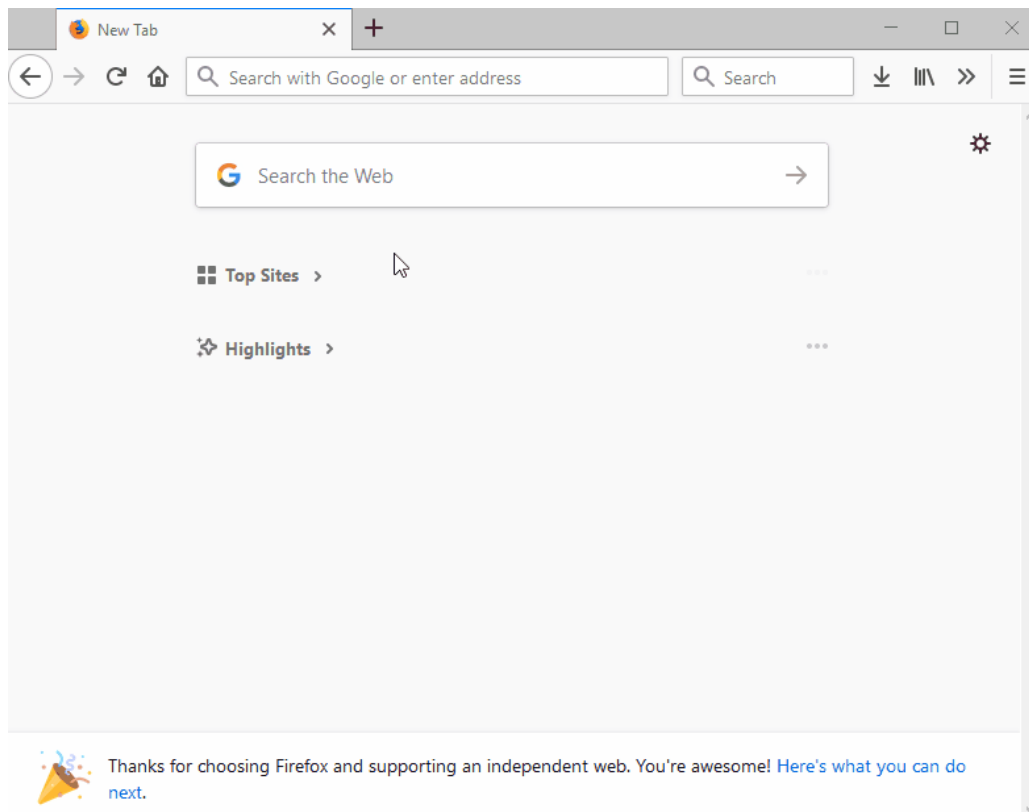 New Tab
Search with Google or enter address
Search
Search the Web
Top Sites
Highlights
Thanks for choosing Firefox and supporting an independent web. You're awesome! Here's what you can do
next.